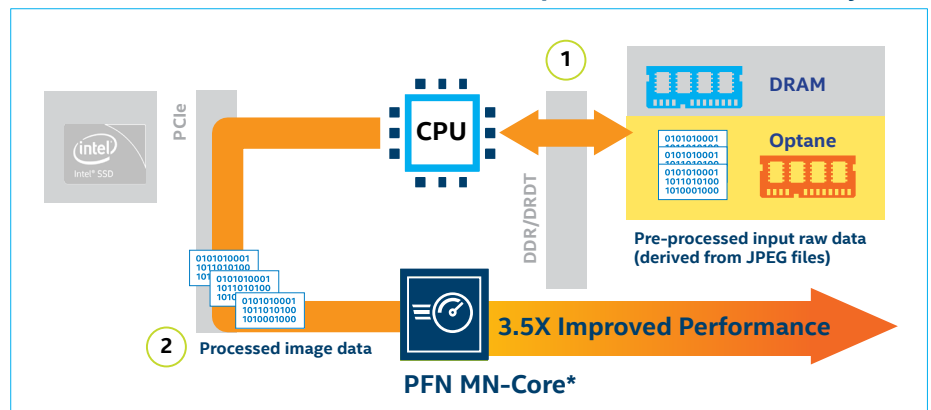 1
DRAM
Optane
0101010001
0101010001
0101010001
1011010100
1010001000
PCIe
CPU
intel
Intel® SSD
DDR/DRDT
Pre-processed input raw data
(derived from JPEG files)
0101010001
1011010100
0101010001
1011010100
0101010001
1011010100
1010001000
3.5X Improved Performance
2
Processed image data
PFN MN-Core*